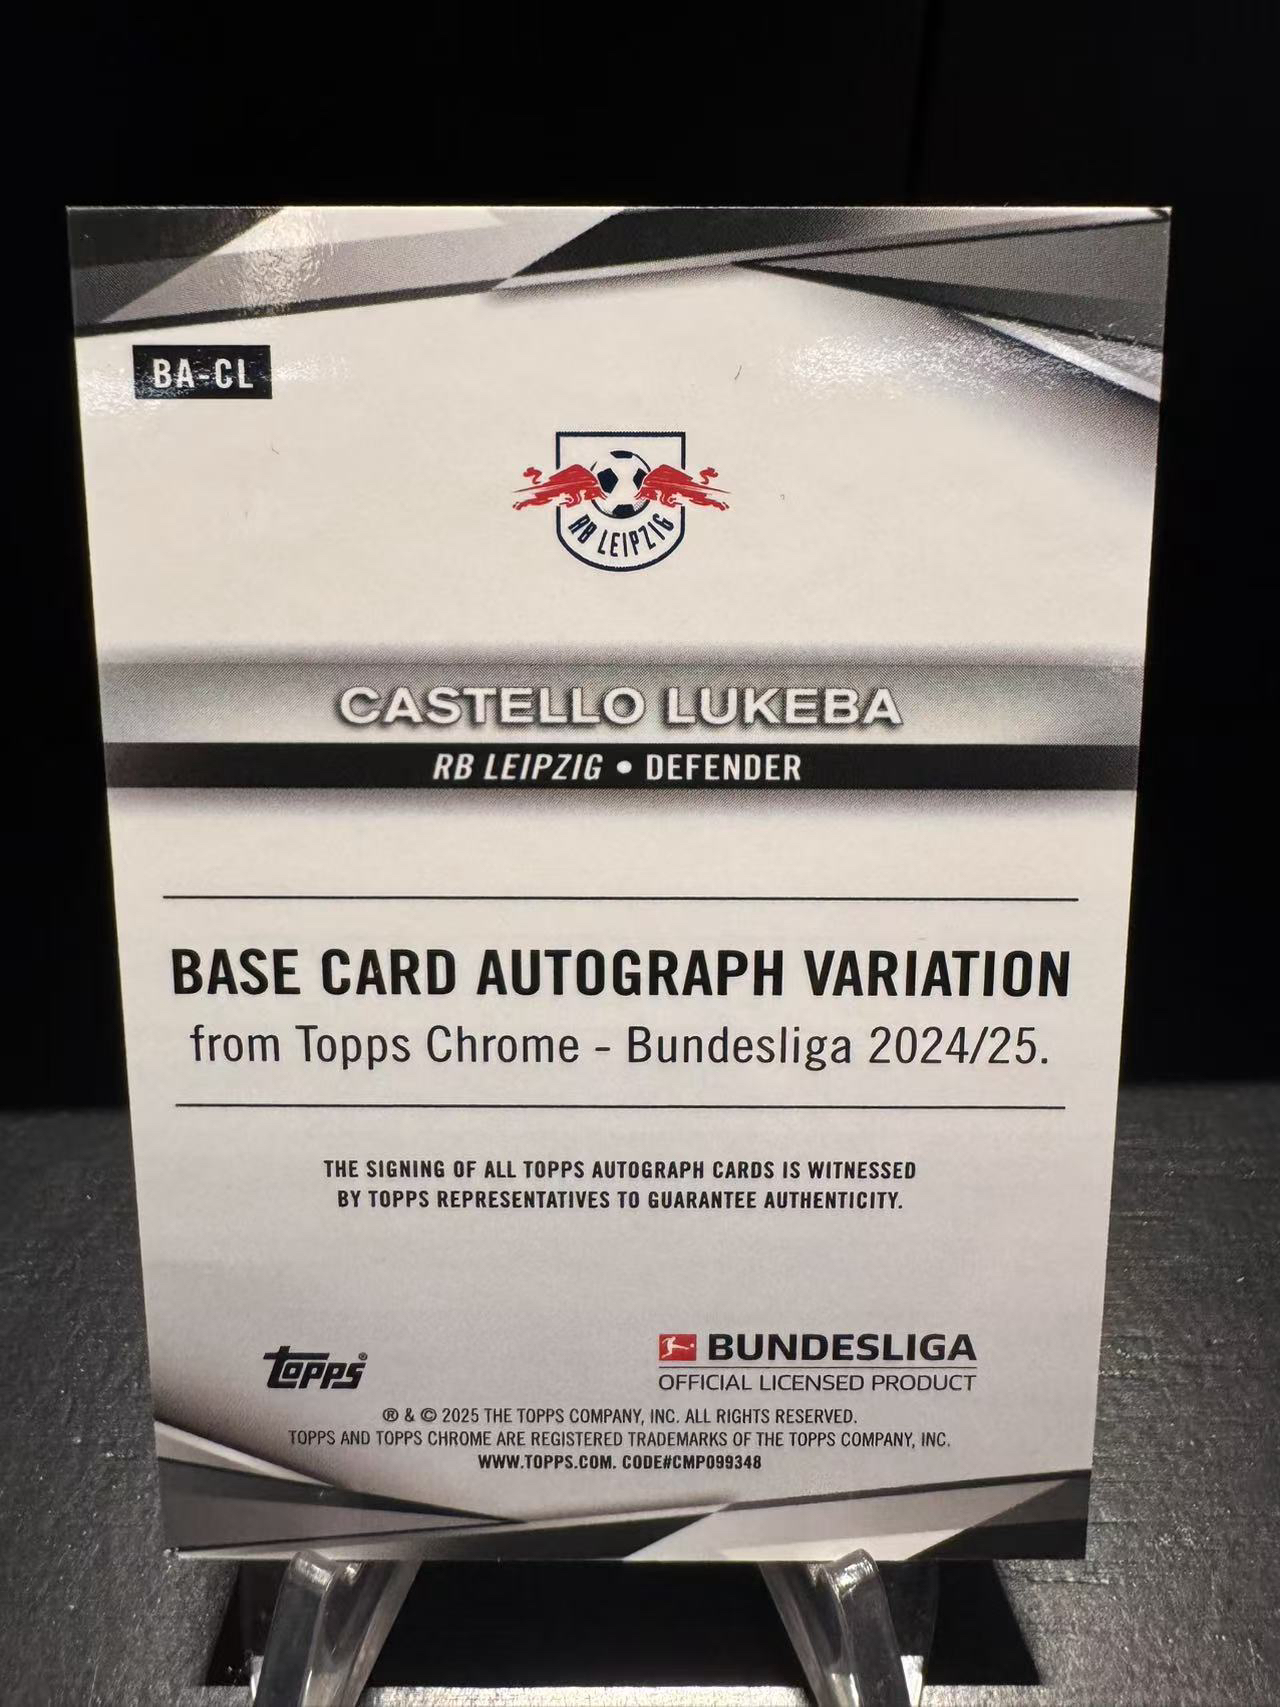 BA-CL
RB LEIPZIG
CASTELLO LUKEBA
RB LEIPZIG • DEFENDER
BASE CARD AUTOGRAPH VARIATION
from Topps Chrome - Bundesliga 2024/25.
THE SIGNING OF ALL TOPPS AUTOGRAPH CARDS IS WITNESSED
BY TOPPS REPRESENTATIVES TO GUARANTEE AUTHENTICITY.
topps®
BUNDESLIGA
OFFICIAL LICENSED PRODUCT
® & © 2025 THE TOPPS COMPANY, INC. ALL RIGHTS RESERVED.
TOPPS AND TOPPS CHROME ARE REGISTERED TRADEMARKS OF THE TOPPS COMPANY, INC.
WWW.TOPPS.COM. CODE#CMP099348